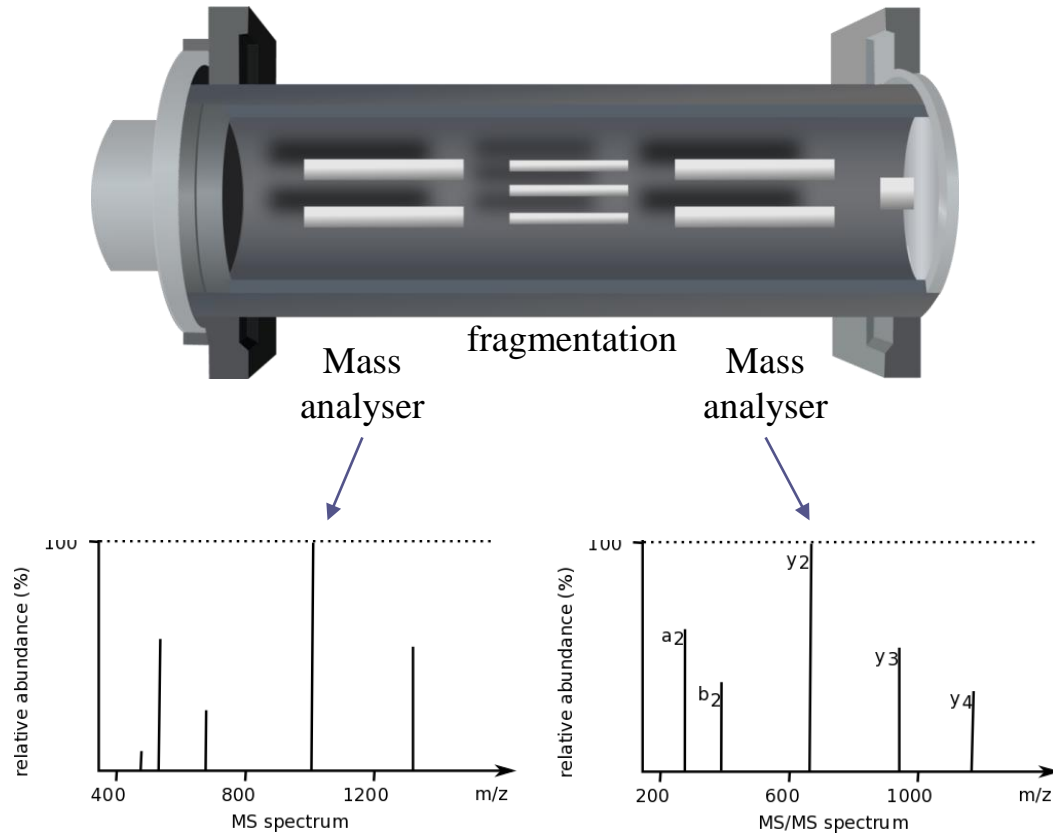 fragmentation
Mass
analyser
Mass
analyser
100
relative abundance (%)
400
800
1200
m/z
MS spectrum
100
relative abundance (%)
a2
b2
y2
y3
y4
200
600
1000
m/z
MS/MS spectrum